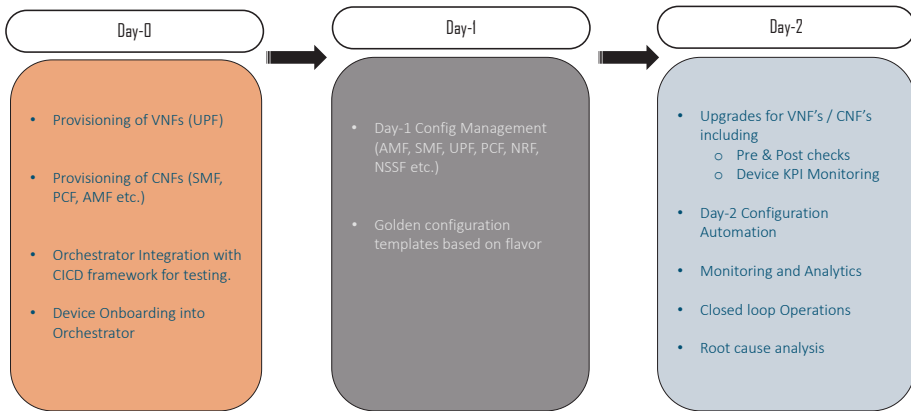 Day-0
• Provisioning of VNFs (UPF)
• Provisioning of CNFs (SMF,
PCF, AMF etc.)
• Orchestrator Integration with
CICD framework for testing.
• Device Onboarding into
Orchestrator
Day-1
• Day-1 Config Management
(AMF, SMF, UPF, PCF, NRF,
NSSF etc.)
• Golden configuration
templates based on flavor
Day-2
• Upgrades for VNF's / CNF's
including
o Pre & Post checks
o Device KPI Monitoring
• Day-2 Configuration
Automation
• Monitoring and Analytics
• Closed loop Operations
• Root cause analysis